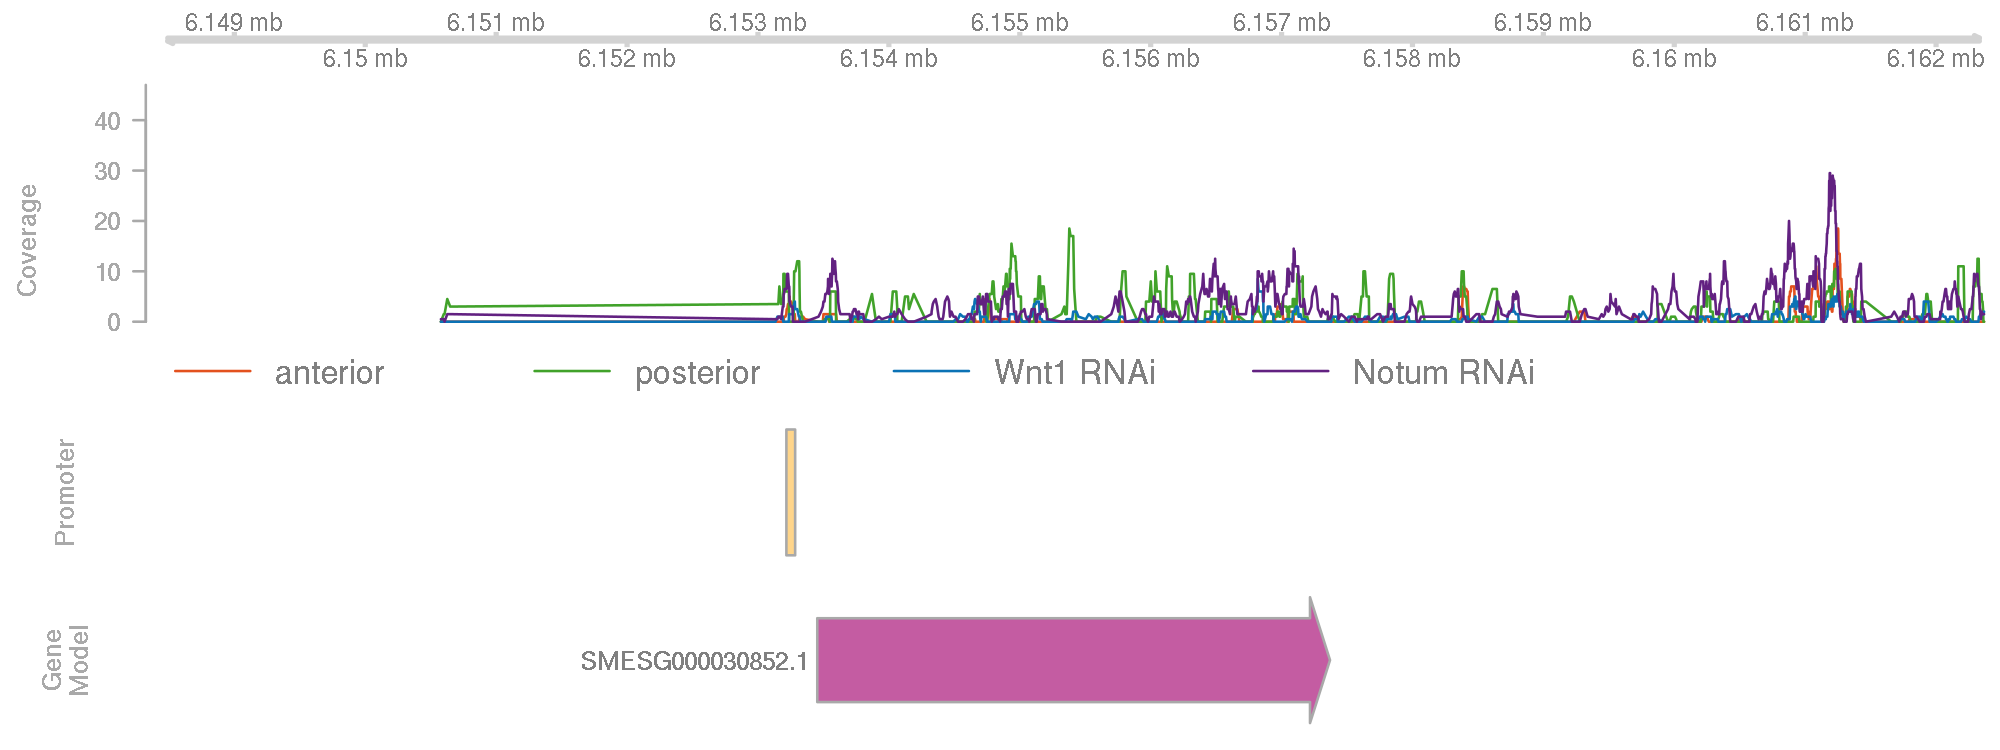 6.149 mb 6.151 mb 6.153 mb 6.155 mb 6.157 mb 6.159 mb 6.161 mb
6.15 mb 6.152 mb 6.154 mb 6.156 mb 6.158 mb 6.16 mb 6.162 mb
Coverage
40
30
20
10
0
anterior posterior Wnt1 RNAi Notum RNAi
Promoter
Gene
Model
SMESG000030852.1